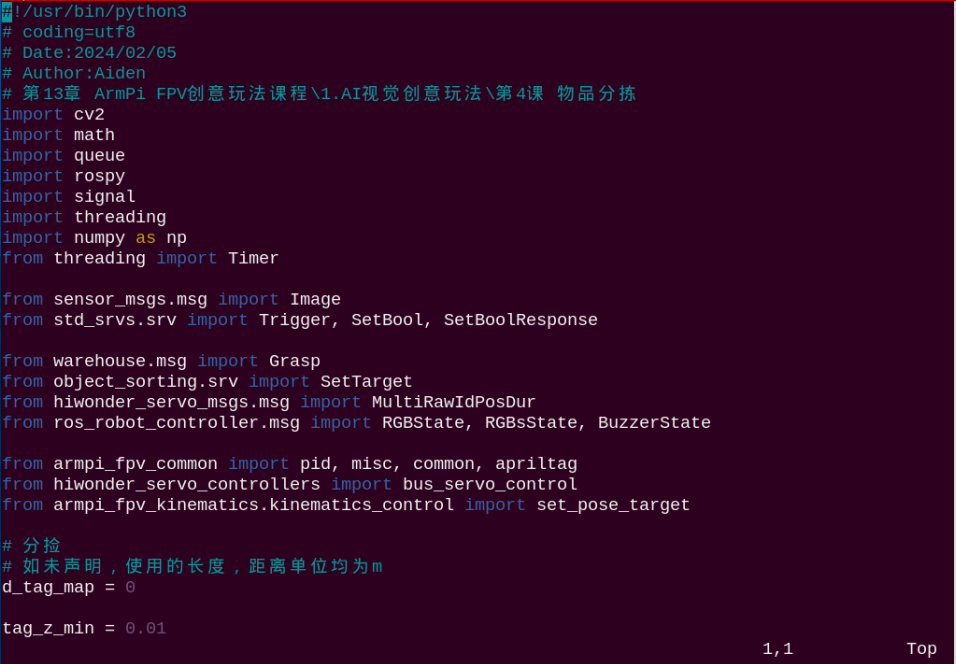 #!/usr/bin/python3
# coding=utf8
# Date:2024/02/05
# Author:Aiden
# 第13章 ArmPi FPV创意玩法课程\1.AI视觉创意玩法\第4课 物品分拣
import cv2
import math
import queue
import rospy
import signal
import threading
import numpy as np
from threading import Timer
from sensor_msgs.msg import Image
from std_srvs.srv import Trigger, SetBool, SetBoolResponse
from warehouse.msg import Grasp
from object_sorting.srv import SetTarget
from hiwonder_servo_msgs.msg import MultiRawIdPosDur
from ros_robot_controller.msg import RGBState, RGBsState, BuzzerState
from armpi_fpv_common import pid, misc, common, apriltag
from hiwonder_servo_controllers import bus_servo_control
from armpi_fpv_kinematics.kinematics_control import set_pose_target
# 分捡
# 如未声明，使用的长度，距离单位均为m
d_tag_map = 0
tag_z_min = 0.01
1,1 Top